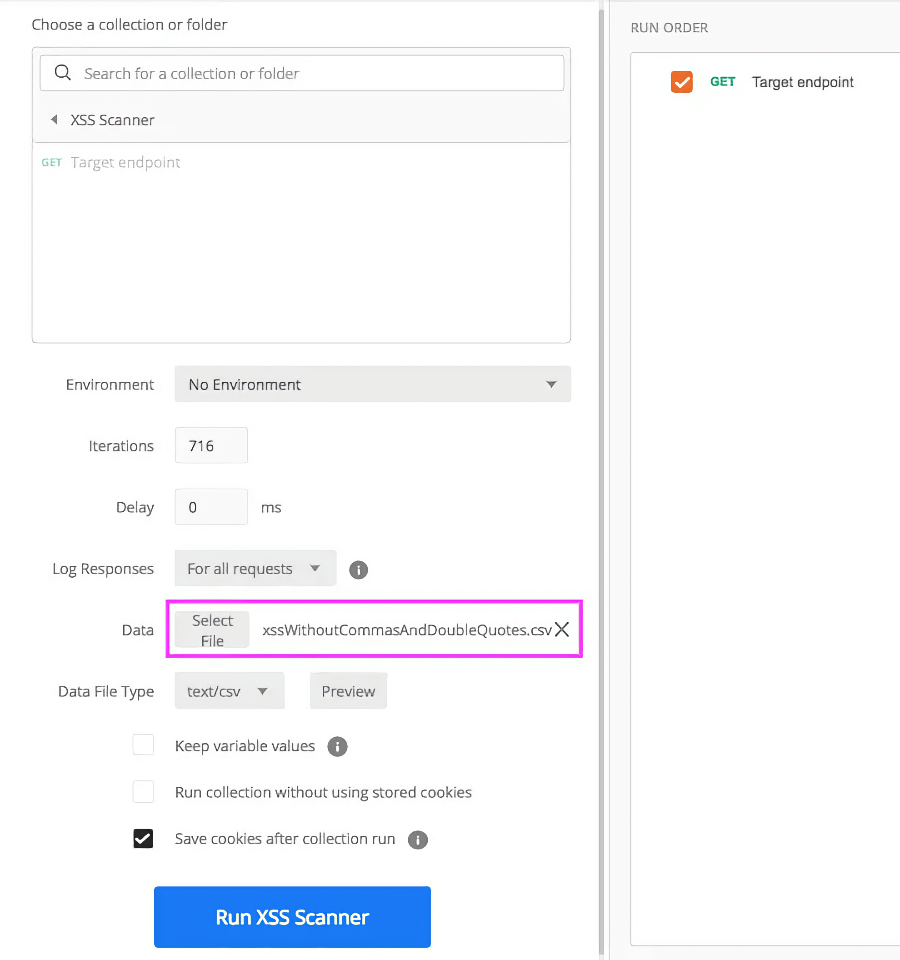 Choose a collection or folder
Search for a collection or folder
XSS Scanner
GET Target endpoint
Environment No Environment
Iterations 716
Delay 0 ms
Log Responses For all requests
Data Select File xssWithoutCommasAndDoubleQuotes.csv
Data File Type text/csv Preview
Keep variable values
Run collection without using stored cookies
Save cookies after collection run
Run XSS Scanner
RUN ORDER
GET Target endpoint